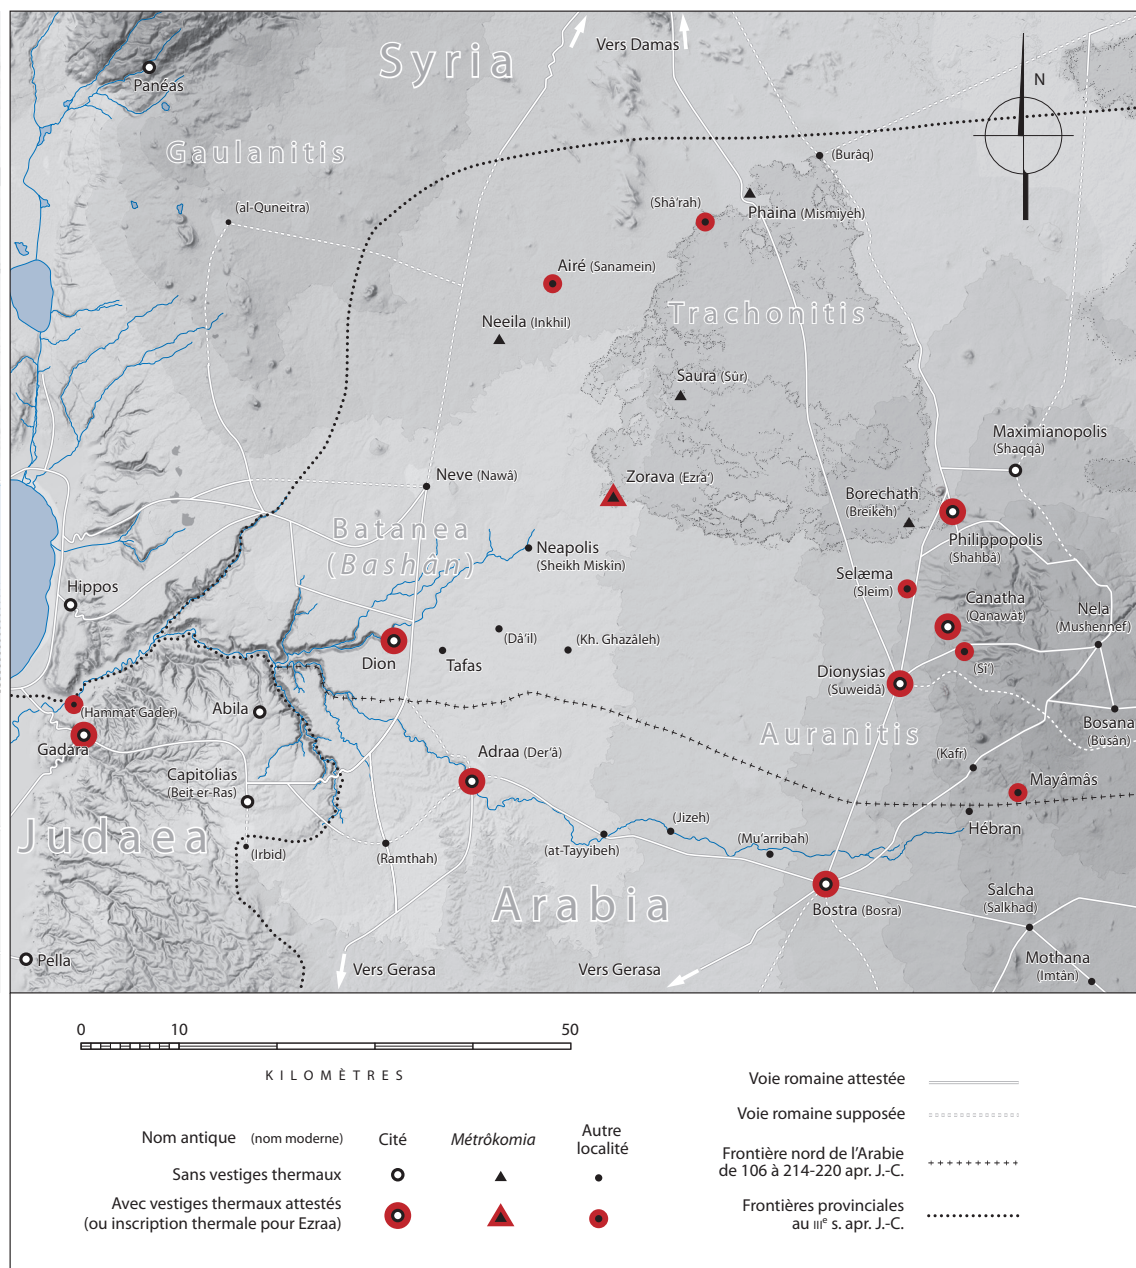 Syria
Vers Damas
N
Panéas
Gaulanitis
(Burâq)
(al-Quneitra)
(Shâ'rah)
Phaina (Mismiyeh)
Airé (Sanamein)
Trachonitis
Neeila (Inkhil)
Saura (Sûr)
Maximianopolis
(Shaqqâ)
Neve (Nawâ)
Zorava (Ezra')
Borechath
(Breikeh)
Batanea
(Bashân)
Philippopolis
(Shahbâ)
Neapolis
(Sheikh Miskîn)
Selæma
(Sleim)
Hippos
Canatha
(Qanawât)
Nela
(Mushennef)
(Dâ'il)
(Kh. Ghazâleh)
Dion
Tafas
Dionysias
(Suweidâ)
(Sî')
(Hammat Gader)
Abila
Bosana
(Bûsân)
Gadara
Auranitis
Adraa (Der'â)
(Kafr)
Capitolias
(Beit er-Ras)
Mayâmâs
Judaea
(Jizeh)
Hébran
(Irbid)
(Ramthah)
(at-Tayyibeh)
(Mu'arribah)
Arabia
Salcha
(Salkhad)
Bostra (Bosra)
Pella
Vers Gerasa
Vers Gerasa
Mothana
(Imtân)
0 10 50
KILOMÈTRES
Nom antique (nom moderne)
Cité
Métrôkomia
Autre
localité
Sans vestiges thermaux
Avec vestiges thermaux attestés
(ou inscription thermale pour Ezraa)
Voie romaine attestée
Voie romaine supposée
Frontière nord de l'Arabie
de 106 à 214-220 apr. J.-C.
Frontières provinciales
au IIIe s. apr. J.-C.